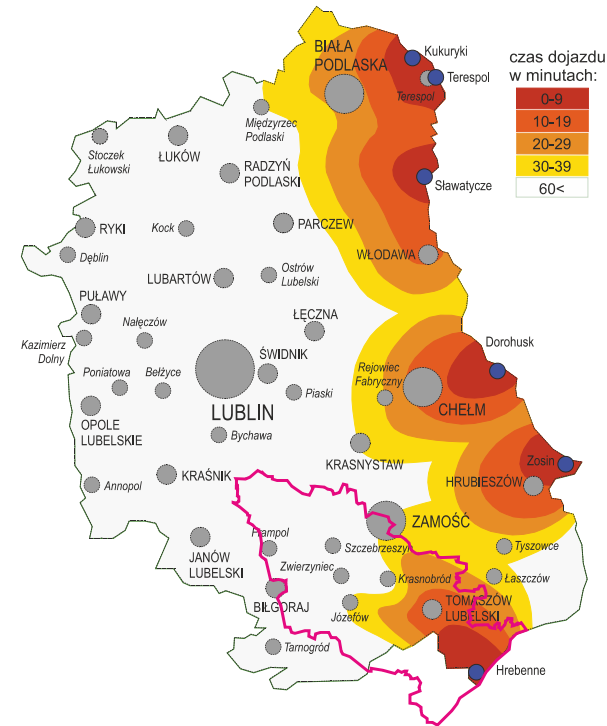 BIAŁA
PODLASKA
Kukuryki
Terespol
Terespol
czas dojazdu
w minutach:
0-9
10-19
20-29
30-39
60<
Międzyrzec
Podlaski
Stoczek
Łukowski
ŁUKÓW
RADZYŃ
PODLASKI
Sławatycze
RYKI
Kock
PARCZEW
Dęblin
WŁODAWA
LUBARTÓW
Ostrów
Lubelski
PUŁAWY
Nałęczów
ŁĘCZNA
Kazimierz
Dolny
Dorohusk
Poniatowa
Bełżyce
ŚWIDNIK
Rejowiec
Fabryczny
LUBLIN
Piaski
CHEŁM
OPOLE
LUBELSKIE
Bychawa
KRASNYSTAW
Zosin
Annopol
KRAŚNIK
HRUBIESZÓW
ZAMOŚĆ
JANÓW
LUBELSKI
Frampol
Szczebrzeszyn
Tyszowce
Zwierzyniec
Krasnobród
Łaszczów
BIŁGORAJ
Józefów
TOMASZÓW
LUBELSKI
Tarnogród
Hrebenne